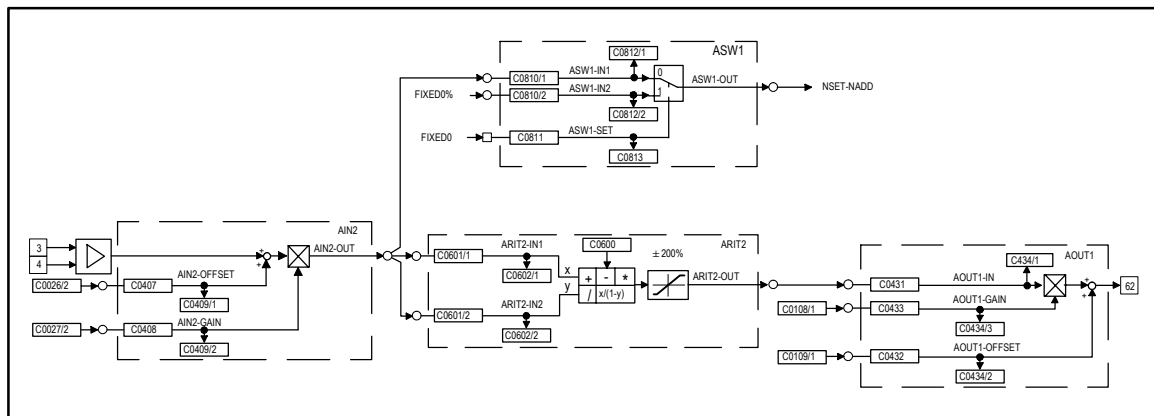 ASW1
C0812/1
C0810/1
ASW1-IN1
0
ASW1-OUT
NSET-NADD
FIXED0%
C0810/2
ASW1-IN2
1
C0812/2
FIXED0
C0811
ASW1-SET
C0813
AIN2
3
4
+
+
AIN2-OUT
C0026/2
C0407
AIN2-OFFSET
C0409/1
C0027/2
C0408
AIN2-GAIN
C0409/2
ARIT2
C0601/1
ARIT2-IN1
C0602/1
C0600
± 200%
x
y
+ - *
/ x/(1-y)
ARIT2-OUT
C0601/2
ARIT2-IN2
C0602/2
AOUT1
C434/1
C0431
AOUT1-IN
+
+
62
C0108/1
C0433
AOUT1-GAIN
C0434/3
C0109/1
C0432
AOUT1-OFFSET
C0434/2